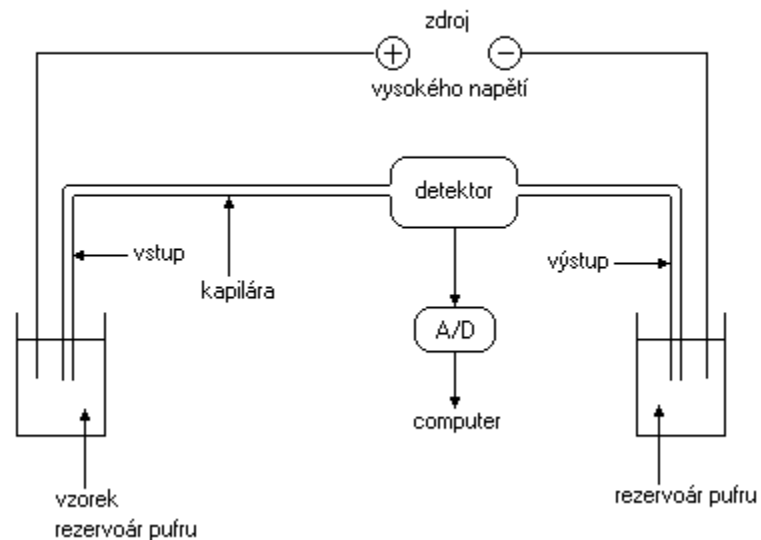 zdroj
+ −
vysokého napětí
detektor
vstup
kapilára
výstup
A/D
computer
vzorek
rezervoár pufru
rezervoár pufru